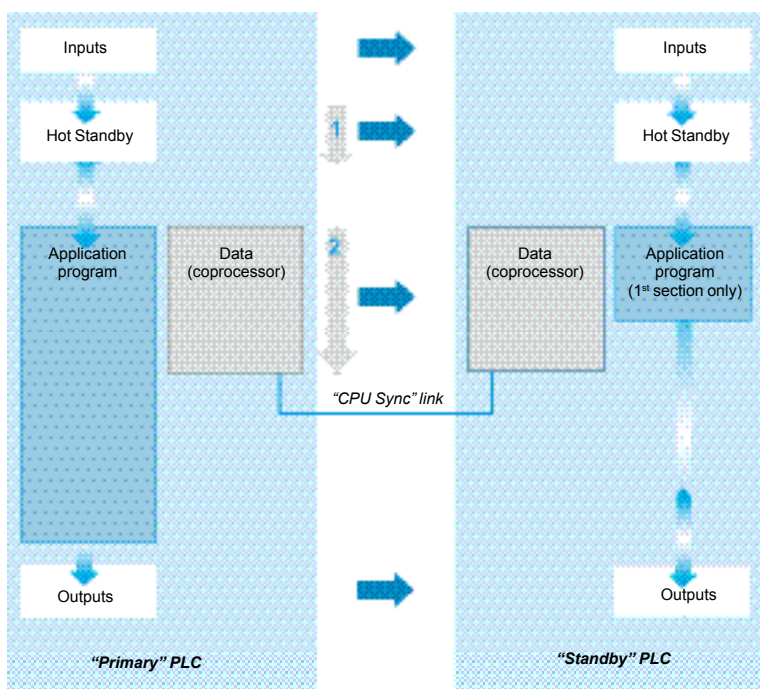 Inputs
Inputs
1
Hot Standby
Hot Standby
2
Application
program
Data
(coprocessor)
Data
(coprocessor)
Application
program
(1st section only)
“CPU Sync” link
Outputs
Outputs
“Primary” PLC
“Standby” PLC